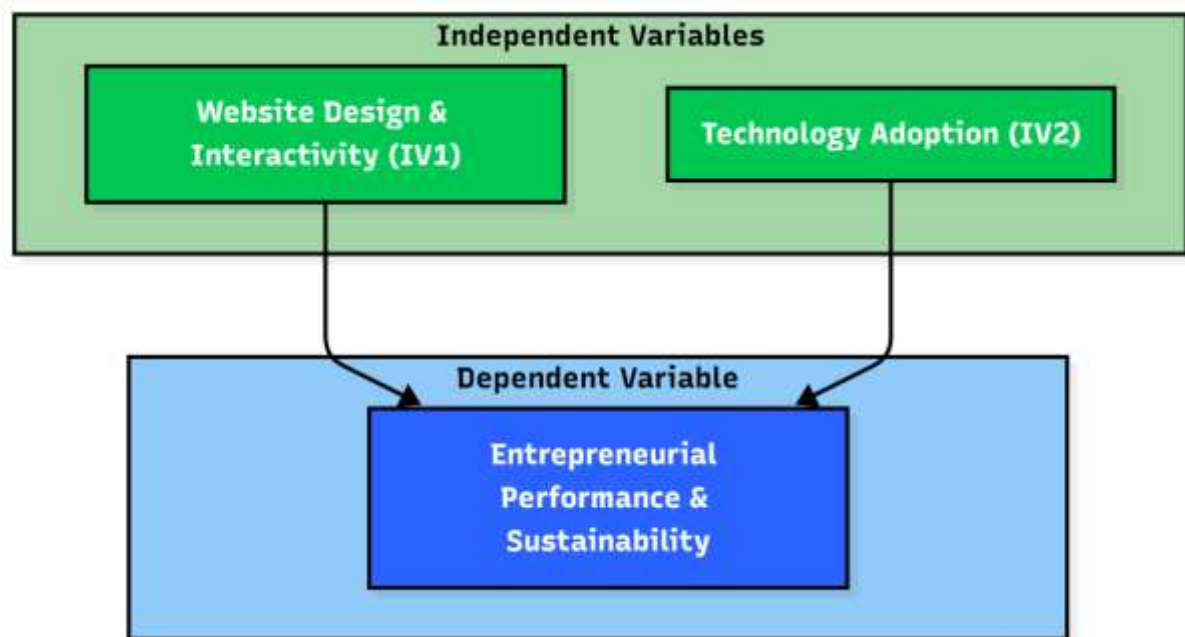 Independent Variables
Website Design &
Interactivity (IV1)
Technology Adoption (IV2)
Dependent Variable
Entrepreneurial
Performance &
Sustainability